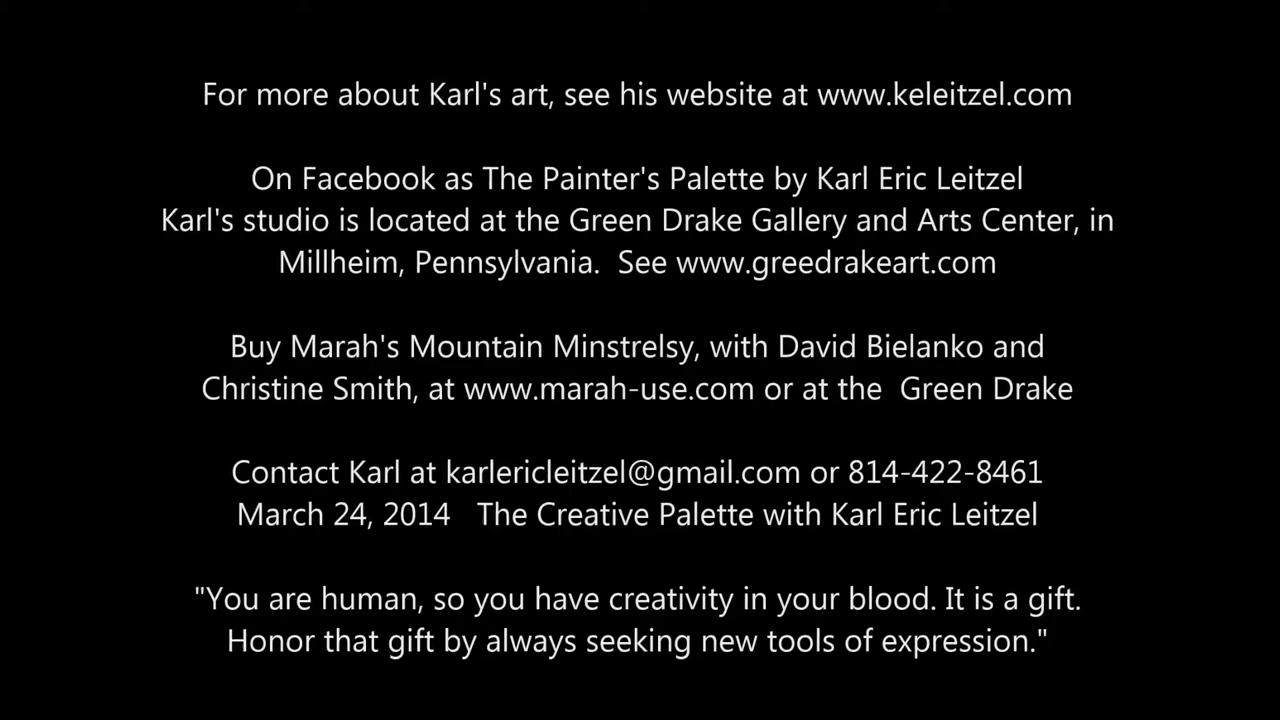 For more about Karl's art, see his website at www.keleitzel.com
On Facebook as The Painter's Palette by Karl Eric Leitzel
Karl's studio is located at the Green Drake Gallery and Arts Center, in
Millheim, Pennsylvania.  See www.greedrakeart.com
Buy Marah's Mountain Minstrelsy, with David Bielanko and
Christine Smith, at www.marah-use.com or at the  Green Drake
Contact Karl at karlericleitzel@gmail.com or 814-422-8461
March 24, 2014   The Creative Palette with Karl Eric Leitzel
"You are human, so you have creativity in your blood. It is a gift.
Honor that gift by always seeking new tools of expression."